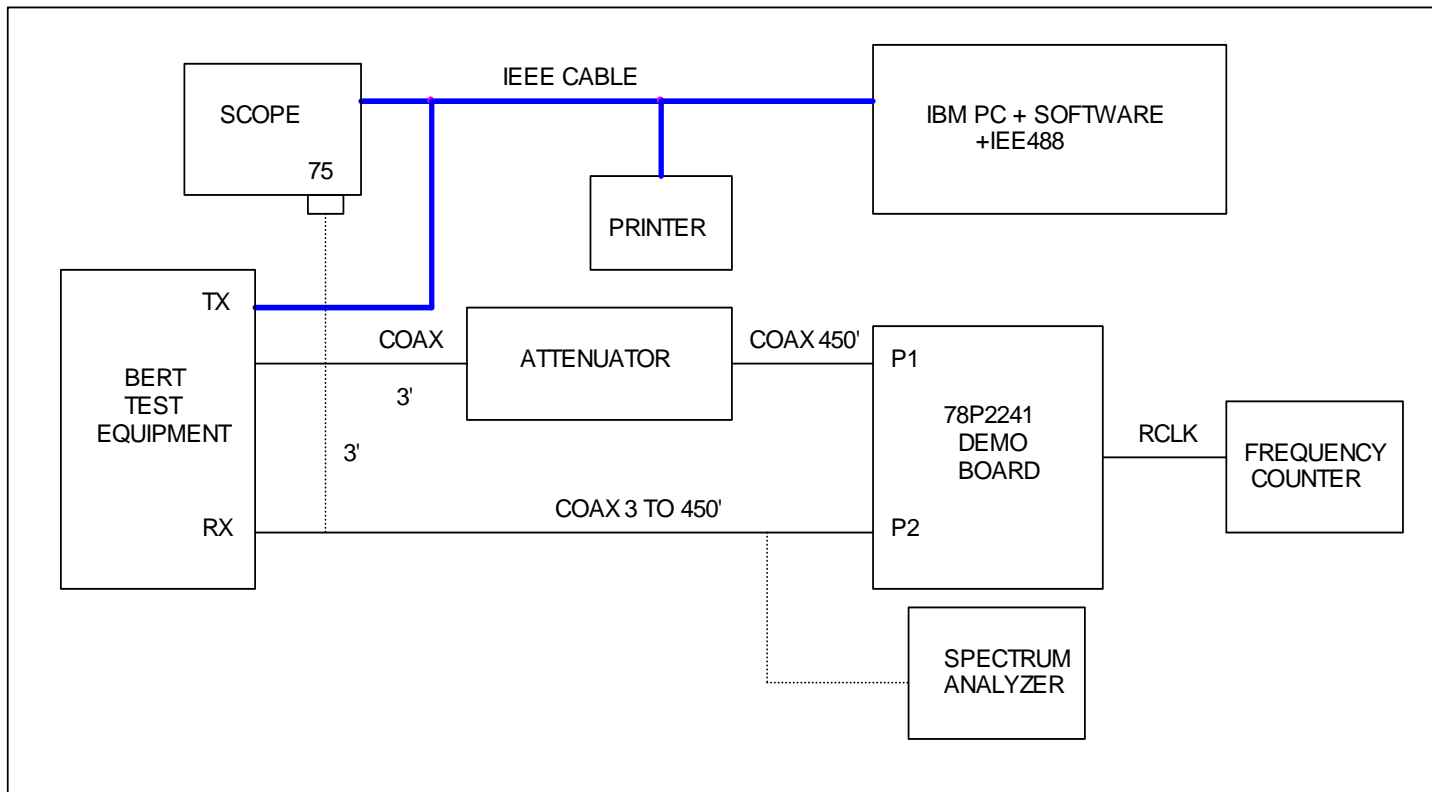 IEEE CABLE
SCOPE
75
IBM PC + SOFTWARE
+IEE488
PRINTER
TX
COAX
3'
ATTENUATOR
COAX 450'
P1
BERT
TEST
EQUIPMENT
3'
78P2241
DEMO
BOARD
RCLK
FREQUENCY
COUNTER
RX
COAX 3 TO 450'
P2
SPECTRUM
ANALYZER